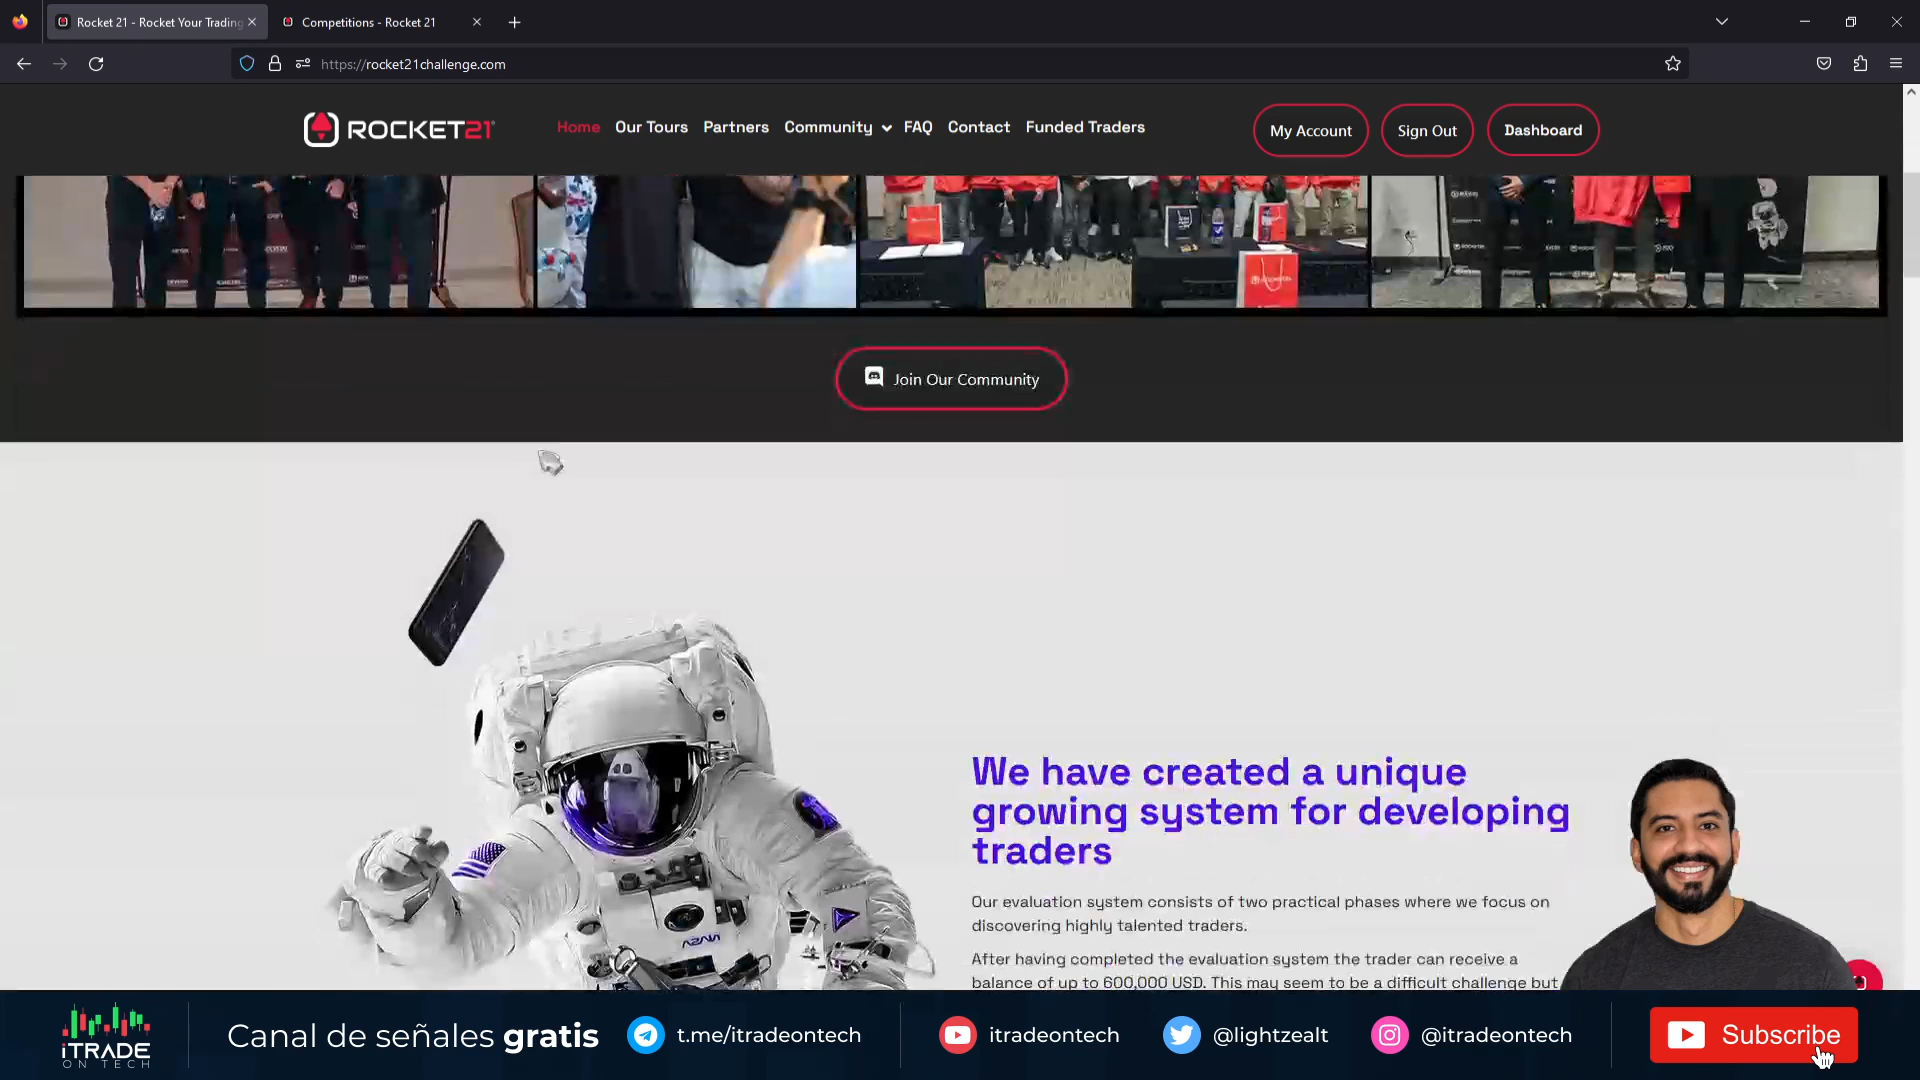 Rocket 21 - Rocket Your Trading
Competitions - Rocket 21
https://rocket21challenge.com
ROCKET21
Home
Our Tours
Partners
Community
FAQ
Contact
Funded Traders
My Account
Sign Out
Dashboard
Join Our Community
We have created a unique
growing system for developing
traders
Our evaluation system consists of two practical phases where we focus on
discovering highly talented traders.
After having completed the evaluation system the trader can receive a
balance of up to 600,000 USD. This may seem to be a difficult challenge but
iTRADE
ON TECH
Canal de señales gratis
t.me/itradeontech
itradeontech
@lightzealt
@itradeontech
Subscribe